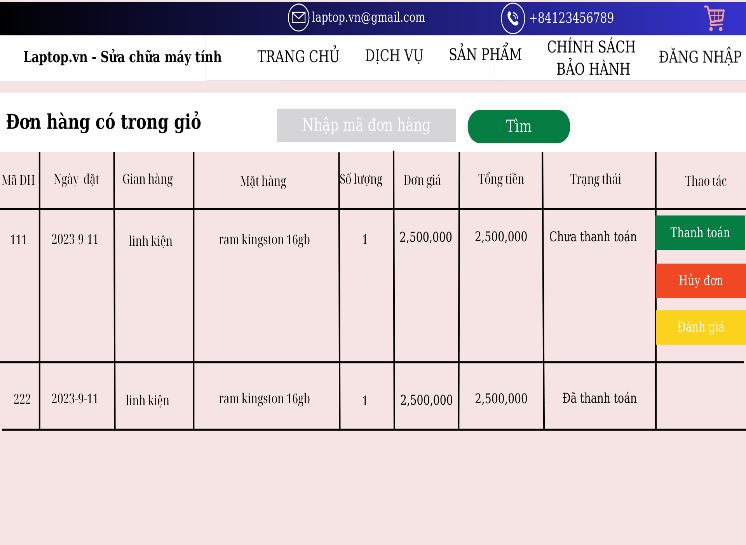 laptop.vn@gmail.com +84123456789
Laptop.vn - Sửa chữa máy tính TRANG CHỦ DỊCH VỤ SẢN PHẨM CHÍNH SÁCH BẢO HÀNH ĐĂNG NHẬP
Đơn hàng có trong giỏ Nhập mã đơn hàng Tìm
Mã ĐH Ngày đặt Gian hàng Mặt hàng Số lượng Đơn giá Tổng tiền Trạng thái Thao tác
111 2023-9-11 linh kiện ram kingston 16gb 1 2,500,000 2,500,000 Chưa thanh toán Thanh toán
Hủy đơn
Đánh giá
222 2023-9-11 linh kiện ram kingston 16gb 1 2,500,000 2,500,000 Đã thanh toán